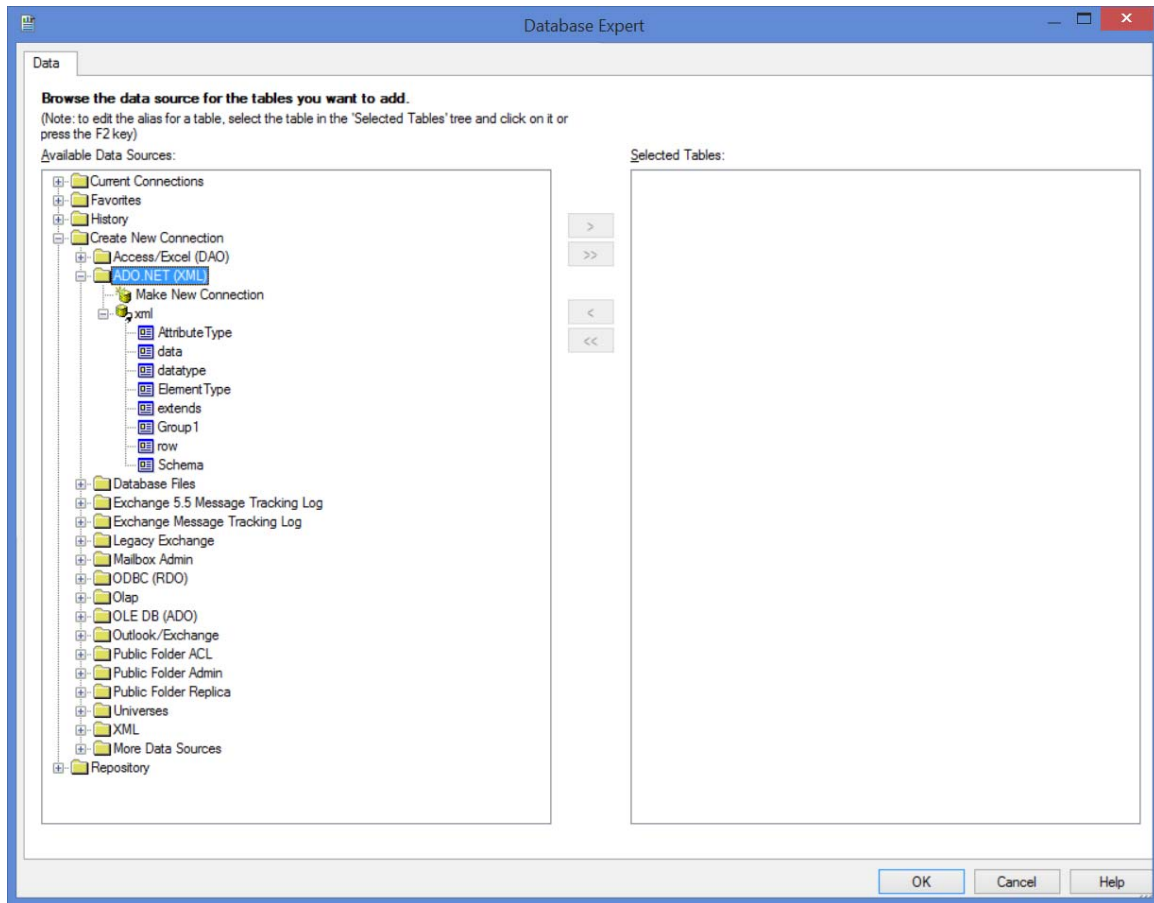 Database Expert
Data
Browse the data source for the tables you want to add.
(Note: to edit the alias for a table, select the table in the 'Selected Tables' tree and click on it or
press the F2 key)
Available Data Sources:
Selected Tables:
Current Connections
Favorites
History
Create New Connection
Access/Excel (DAO)
ADO.NET (XML)
Make New Connection
xml
AttributeType
data
datatype
ElementType
extends
Group1
row
Schema
Database Files
Exchange 5.5 Message Tracking Log
Exchange Message Tracking Log
Legacy Exchange
Mailbox Admin
ODBC (RDO)
Olap
OLE DB (ADO)
Outlook/Exchange
Public Folder ACL
Public Folder Admin
Public Folder Replica
Universes
XML
More Data Sources
Repository
>
>>
<
<<
OK Cancel Help